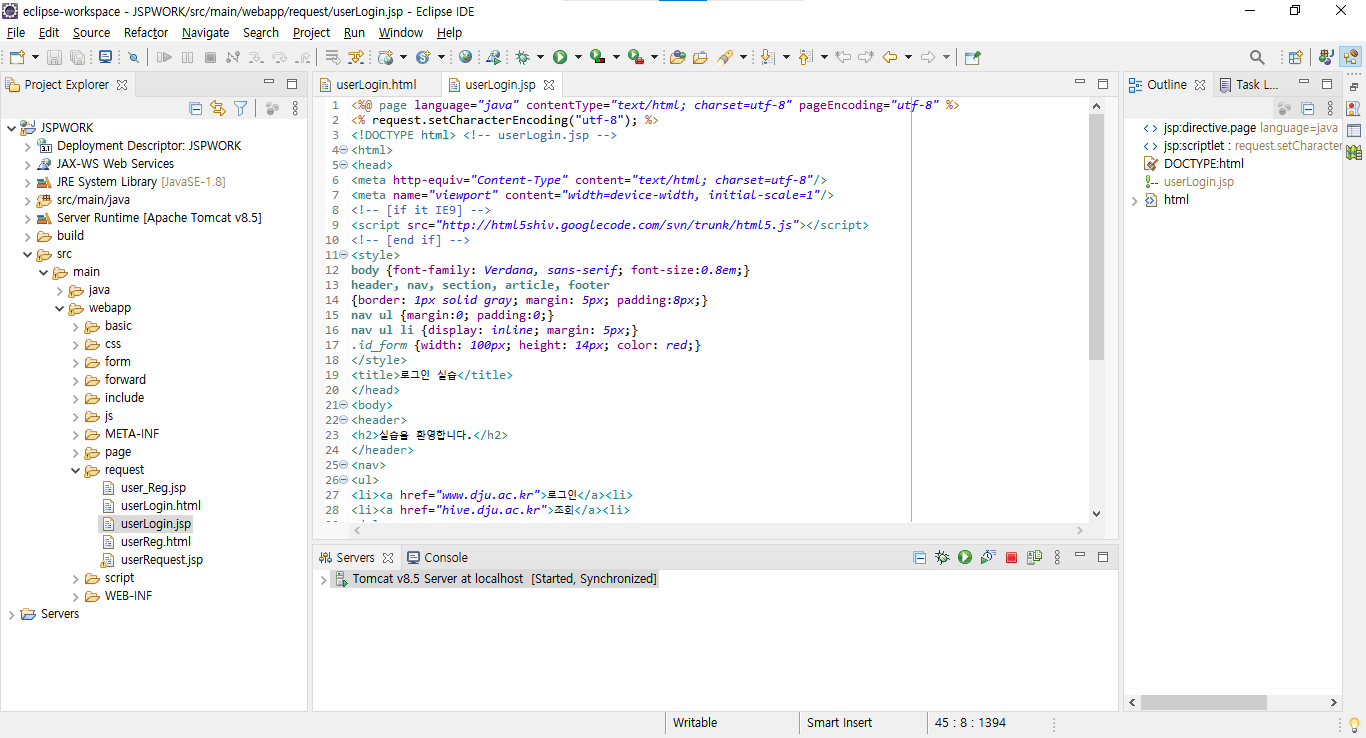 eclipse-workspace - JSPWORK/src/main/webapp/request/userLogin.jsp - Eclipse IDE
File Edit Source Refactor Navigate Search Project Run Window Help
Project Explorer
JSPWORK
Deployment Descriptor: JSPWORK
JAX-WS Web Services
JRE System Library [JavaSE-1.8]
src/main/java
Server Runtime [Apache Tomcat v8.5]
build
src
main
java
webapp
basic
css
form
forward
include
js
META-INF
page
request
user_Reg.jsp
userLogin.html
userLogin.jsp
userReg.html
userRequest.jsp
script
WEB-INF
Servers
userLogin.html userLogin.jsp
1 <%@ page language="java" contentType="text/html; charset=utf-8" pageEncoding="utf-8" %>
2 <% request.setCharacterEncoding("utf-8"); %>
3 <!DOCTYPE html> <!-- userLogin.jsp -->
4 <html>
5 <head>
6 <meta http-equiv="Content-Type" content="text/html; charset=utf-8"/>
7 <meta name="viewport" content="width=device-width, initial-scale=1"/>
8 <!-- [if it IE9] -->
9 <script src="http://html5shiv.googlecode.com/svn/trunk/html5.js"></script>
10 <!-- [end if] -->
11 <style>
12 body {font-family: Verdana, sans-serif; font-size:0.8em;}
13 header, nav, section, article, footer
14 {border: 1px solid gray; margin: 5px; padding:8px;}
15 nav ul {margin:0; padding:0;}
16 nav ul li {display: inline; margin: 5px;}
17 .id_form {width: 100px; height: 14px; color: red;}
18 </style>
19 <title>로그인 실습</title>
20 </head>
21 <body>
22 <header>
23 <h2>실습을 환영합니다.</h2>
24 </header>
25 <nav>
26 <ul>
27 <li><a href="www.dju.ac.kr">로그인</a><li>
28 <li><a href="hive.dju.ac.kr">조회</a><li>
Servers Console
Tomcat v8.5 Server at localhost [Started, Synchronized]
Outline Task L...
jsp:directive.page language=java
jsp:scriptlet : request.setCharacter
DOCTYPE:html
userLogin.jsp
html
Writable Smart Insert 45 : 8 : 1394